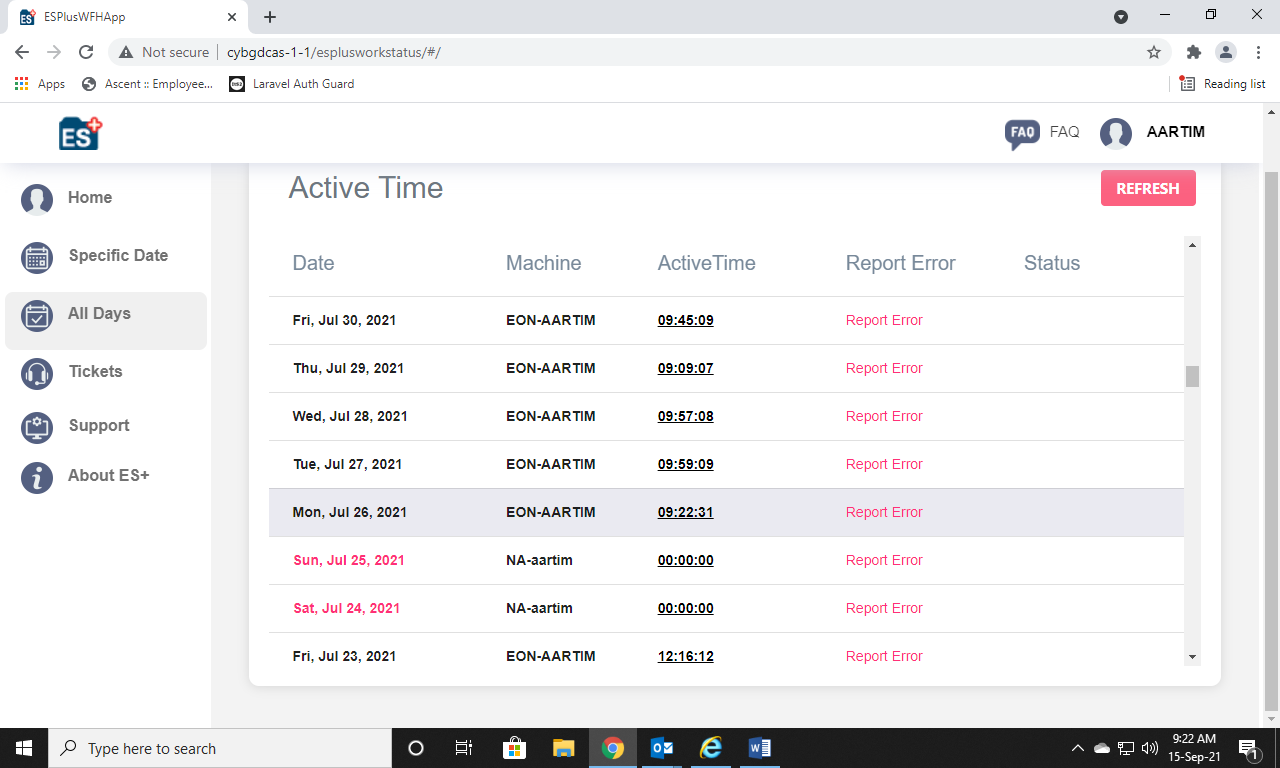 ESPlusWFHApp
Not secure cybgdcas-1-1/esplusworkstatus/#/
Apps Ascent :: Employee... Laravel Auth Guard Reading list
ES+ FAQ FAQ AARTIM
Home
Specific Date
All Days
Tickets
Support
About ES+
Active Time REFRESH
Date Machine ActiveTime Report Error Status
Fri, Jul 30, 2021 EON-AARTIM 09:45:09 Report Error
Thu, Jul 29, 2021 EON-AARTIM 09:09:07 Report Error
Wed, Jul 28, 2021 EON-AARTIM 09:57:08 Report Error
Tue, Jul 27, 2021 EON-AARTIM 09:59:09 Report Error
Mon, Jul 26, 2021 EON-AARTIM 09:22:31 Report Error
Sun, Jul 25, 2021 NA-aartim 00:00:00 Report Error
Sat, Jul 24, 2021 NA-aartim 00:00:00 Report Error
Fri, Jul 23, 2021 EON-AARTIM 12:16:12 Report Error
Type here to search
9:22 AM
15-Sep-21
1